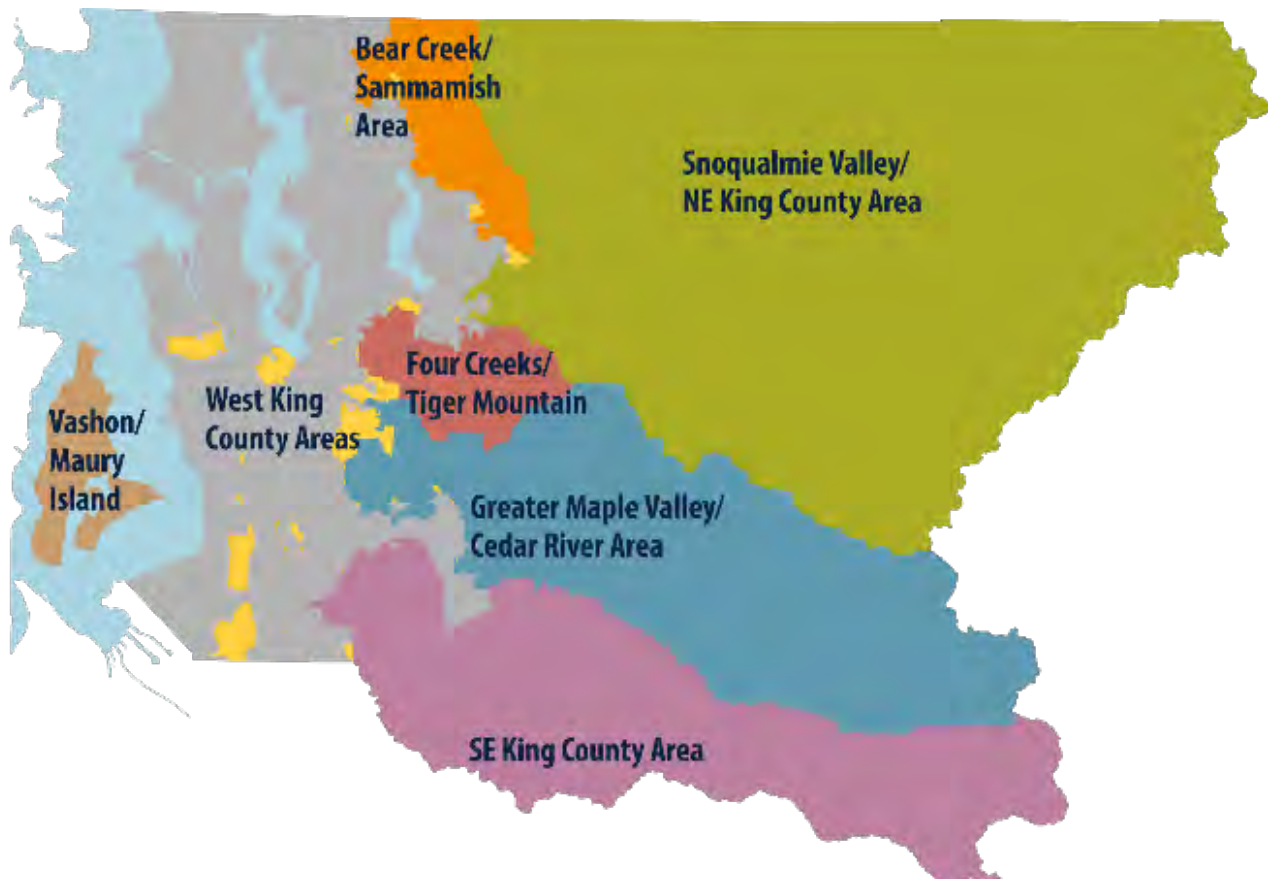 Bear Creek/
Sammamish
Area
Snoqualmie Valley/
NE King County Area
Four Creeks/
Tiger Mountain
West King
County Areas
Vashon/
Maury
Island
Greater Maple Valley/
Cedar River Area
SE King County Area